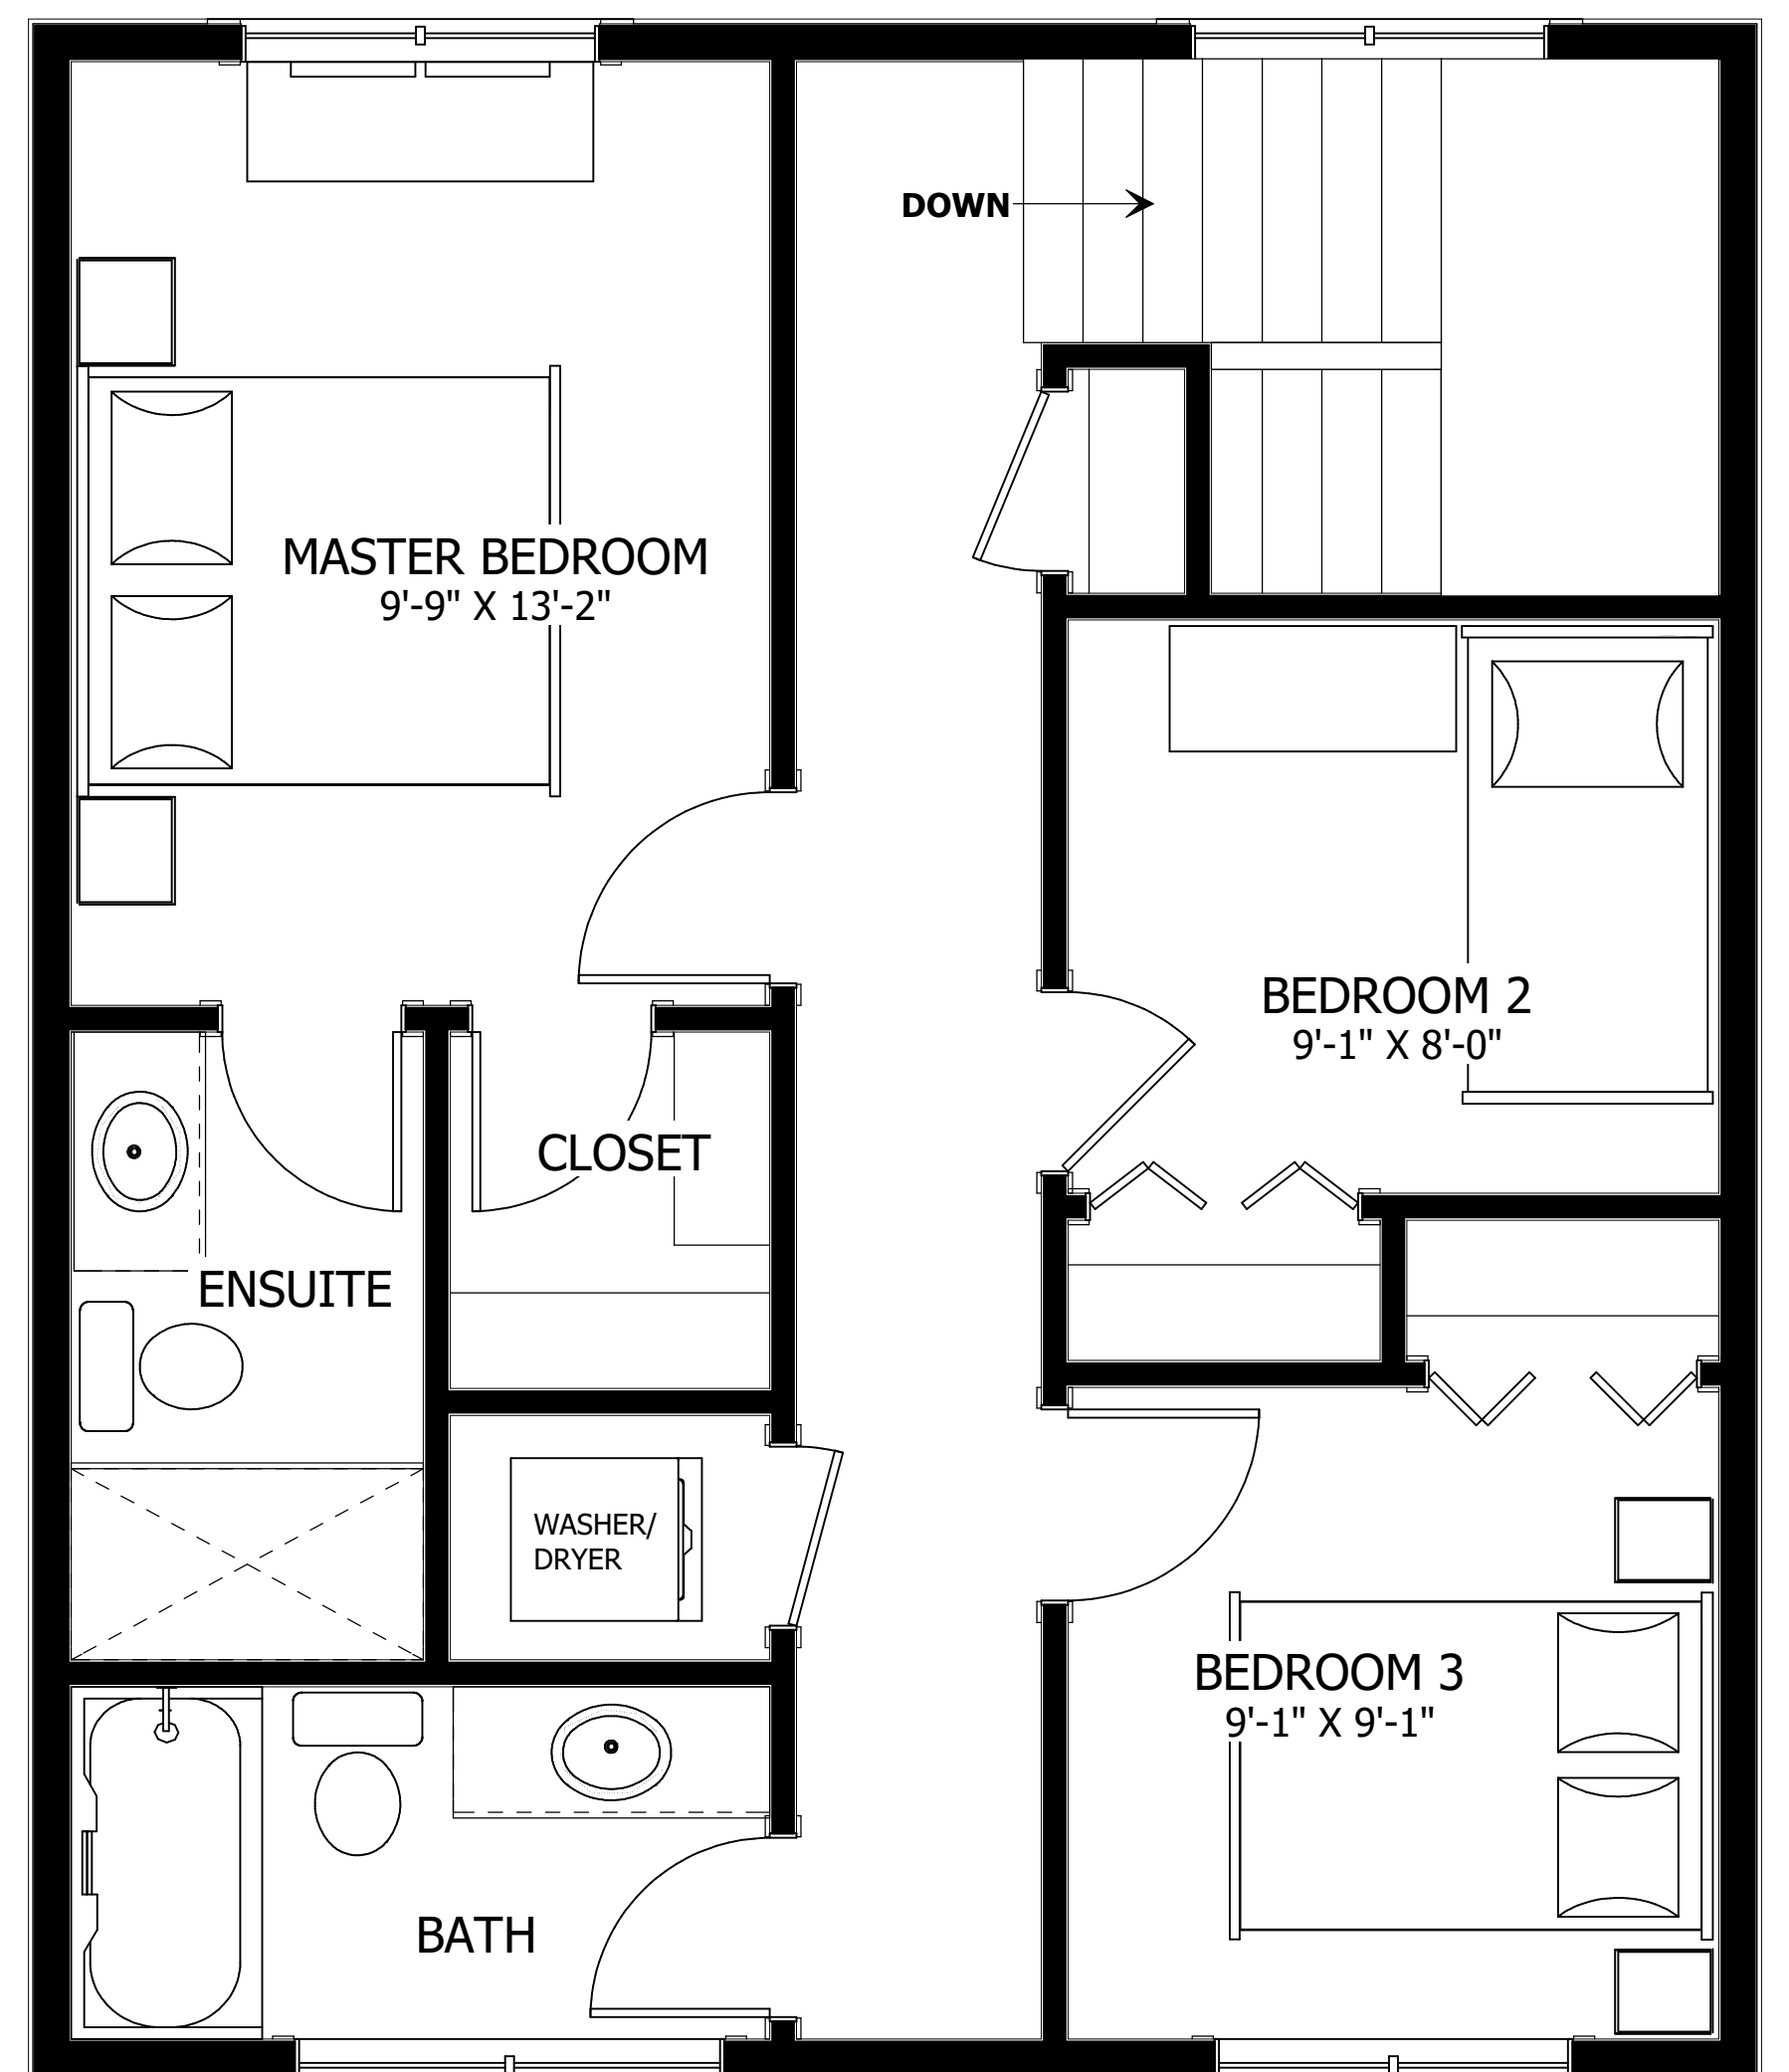 DOWN
MASTER BEDROOM
9'-9" X 13'-2"
BEDROOM 2
9'-1" X 8'-0"
CLOSET
ENSUITE
WASHER/
DRYER
BEDROOM 3
9'-1" X 9'-1"
BATH